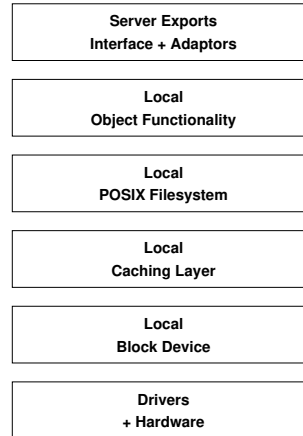 Server Exports
Interface + Adaptors
Local
Object Functionality
Local
POSIX Filesystem
Local
Caching Layer
Local
Block Device
Drivers
+ Hardware